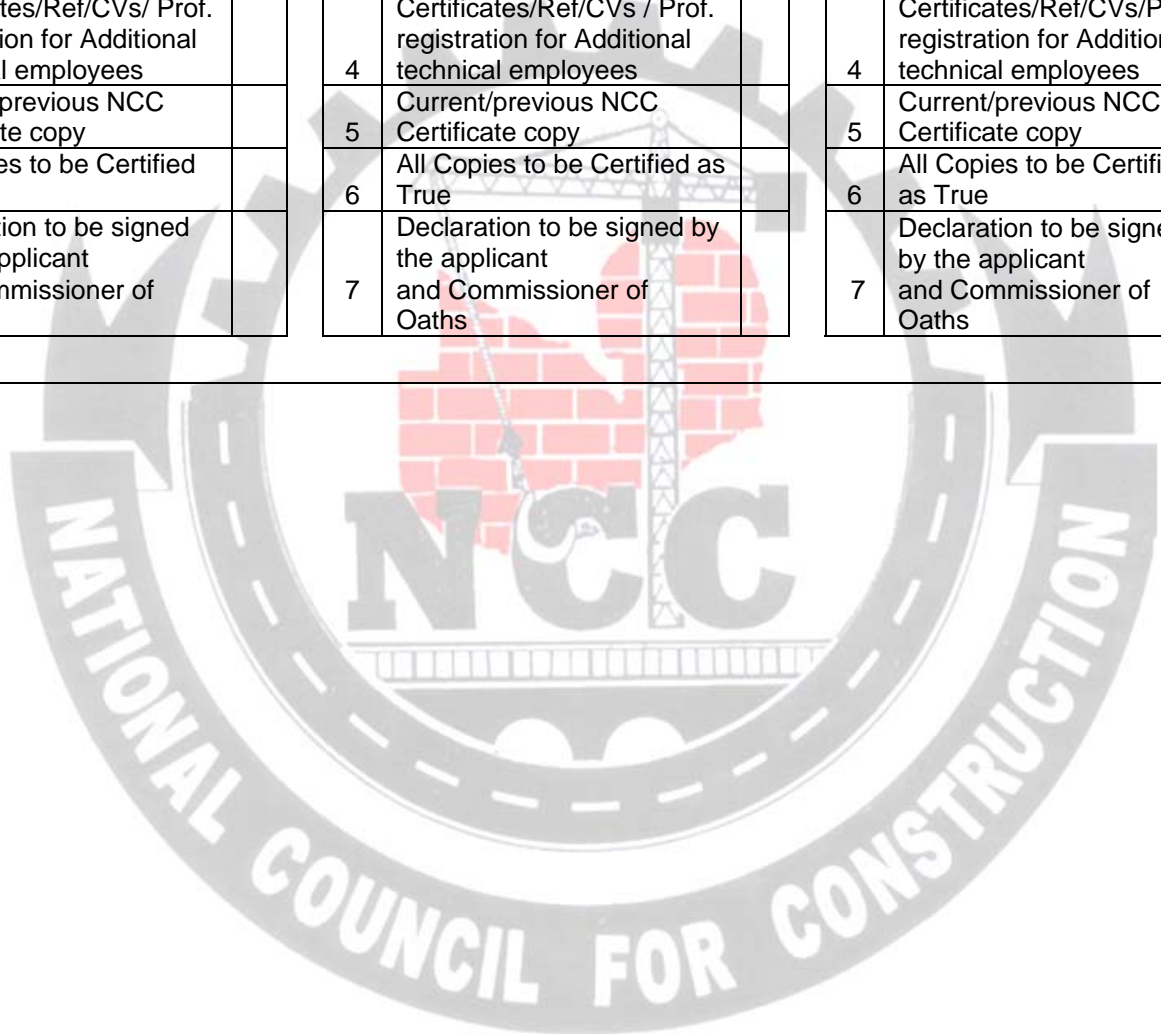 tes/Ref/CVs/ Prof.
ion for Additional
l employees
previous NCC
te copy
es to be Certified
ion to be signed
pplicant
mmissioner of
Certificates/Ref/CVs / Prof.
registration for Additional
4 technical employees
Current/previous NCC
5 Certificate copy
All Copies to be Certified as
6 True
Declaration to be signed by
the applicant
7 and Commissioner of
Oaths
Certificates/Ref/CVs/P
registration for Additio
4 technical employees
Current/previous NCC
5 Certificate copy
All Copies to be Certifi
6 as True
Declaration to be signe
by the applicant
7 and Commissioner of
Oaths
NCC
NATIONAL COUNCIL FOR CONSTRUCTION